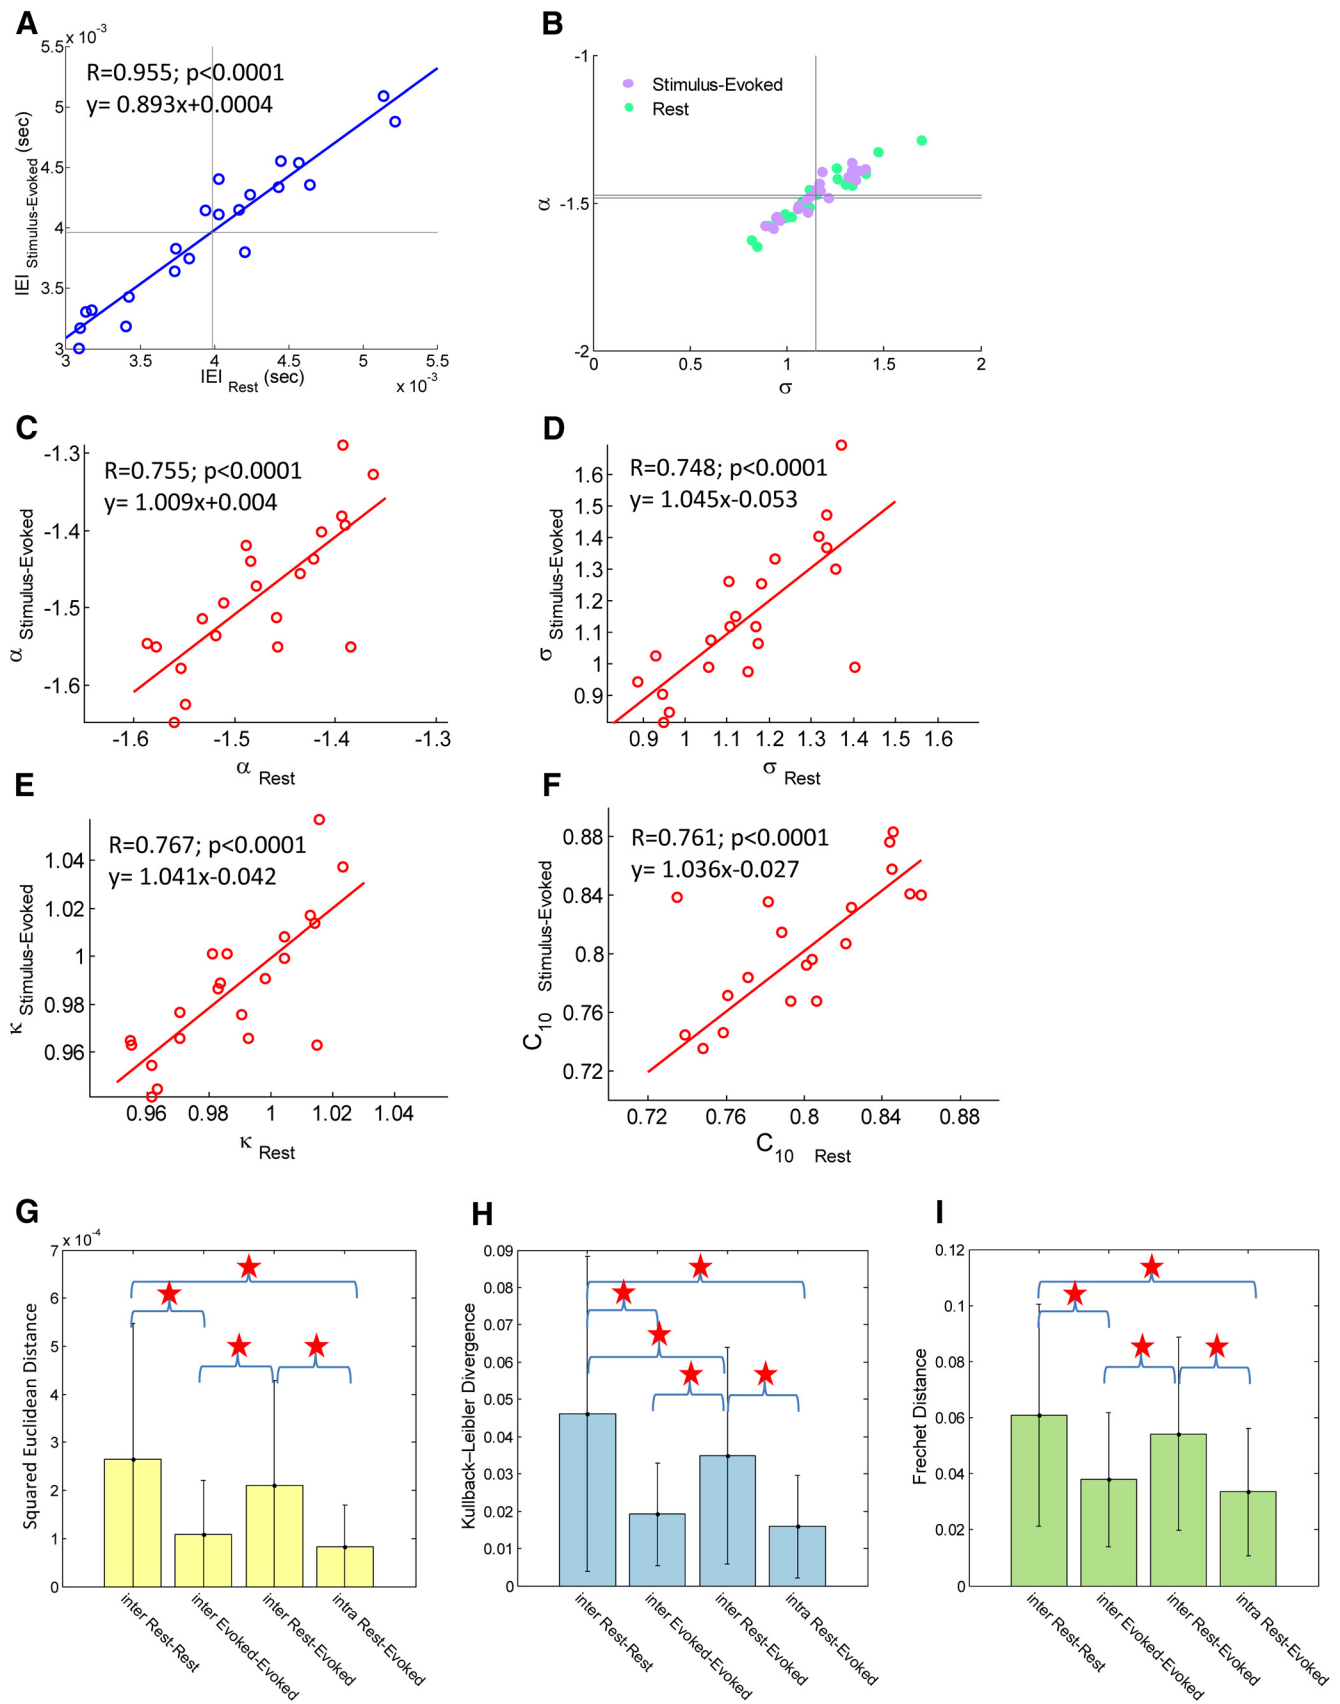 A
x 10⁻³
5.5
5
4.5
4
3.5
3
R=0.955; p<0.0001
y= 0.893x+0.0004
IEI Stimulus-Evoked (sec)
3 3.5 4 4.5 5 5.5
IEI Rest (sec)
x 10⁻³
B
-1
-1.5
-2
α
Stimulus-Evoked
Rest
0 0.5 1 1.5 2
σ
C
-1.3
-1.4
-1.5
-1.6
R=0.755; p<0.0001
y= 1.009x+0.004
α Stimulus-Evoked
-1.6 -1.5 -1.4 -1.3
α Rest
D
1.6
1.5
1.4
1.3
1.2
1.1
1
0.9
R=0.748; p<0.0001
y= 1.045x-0.053
σ Stimulus-Evoked
0.9 1 1.1 1.2 1.3 1.4 1.5 1.6
σ Rest
E
1.04
1.02
1
0.98
0.96
R=0.767; p<0.0001
y= 1.041x-0.042
κ Stimulus-Evoked
0.96 0.98 1 1.02 1.04
κ Rest
F
0.88
0.84
0.8
0.76
0.72
R=0.761; p<0.0001
y= 1.036x-0.027
C₁₀ Stimulus-Evoked
0.72 0.76 0.8 0.84 0.88
C₁₀ Rest
G
x 10⁻⁴
7
6
5
4
3
2
1
0
Squared Euclidean Distance
inter Rest-Rest
inter Evoked-Evoked
inter Rest-Evoked
intra Rest-Evoked
H
0.09
0.08
0.07
0.06
0.05
0.04
0.03
0.02
0.01
0
Kullback–Leibler Divergence
inter Rest-Rest
inter Evoked-Evoked
inter Rest-Evoked
intra Rest-Evoked
I
0.12
0.1
0.08
0.06
0.04
0.02
0
Frechet Distance
inter Rest-Rest
inter Evoked-Evoked
inter Rest-Evoked
intra Rest-Evoked